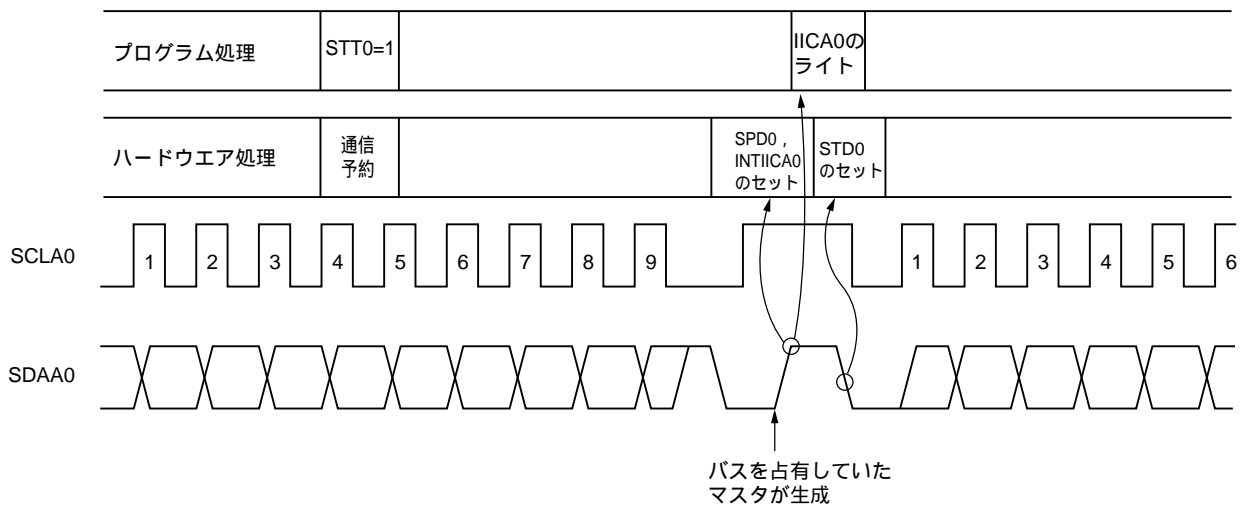 プログラム処理
STT0=1
IICA0の
ライト
ハードウエア処理
通信
予約
SPD0 ,
INTIICA0
のセット
STD0
のセット
SCLA0
1 2 3 4 5 6 7 8 9 1 2 3 4 5 6
SDAA0
バスを占有していた
マスタが生成